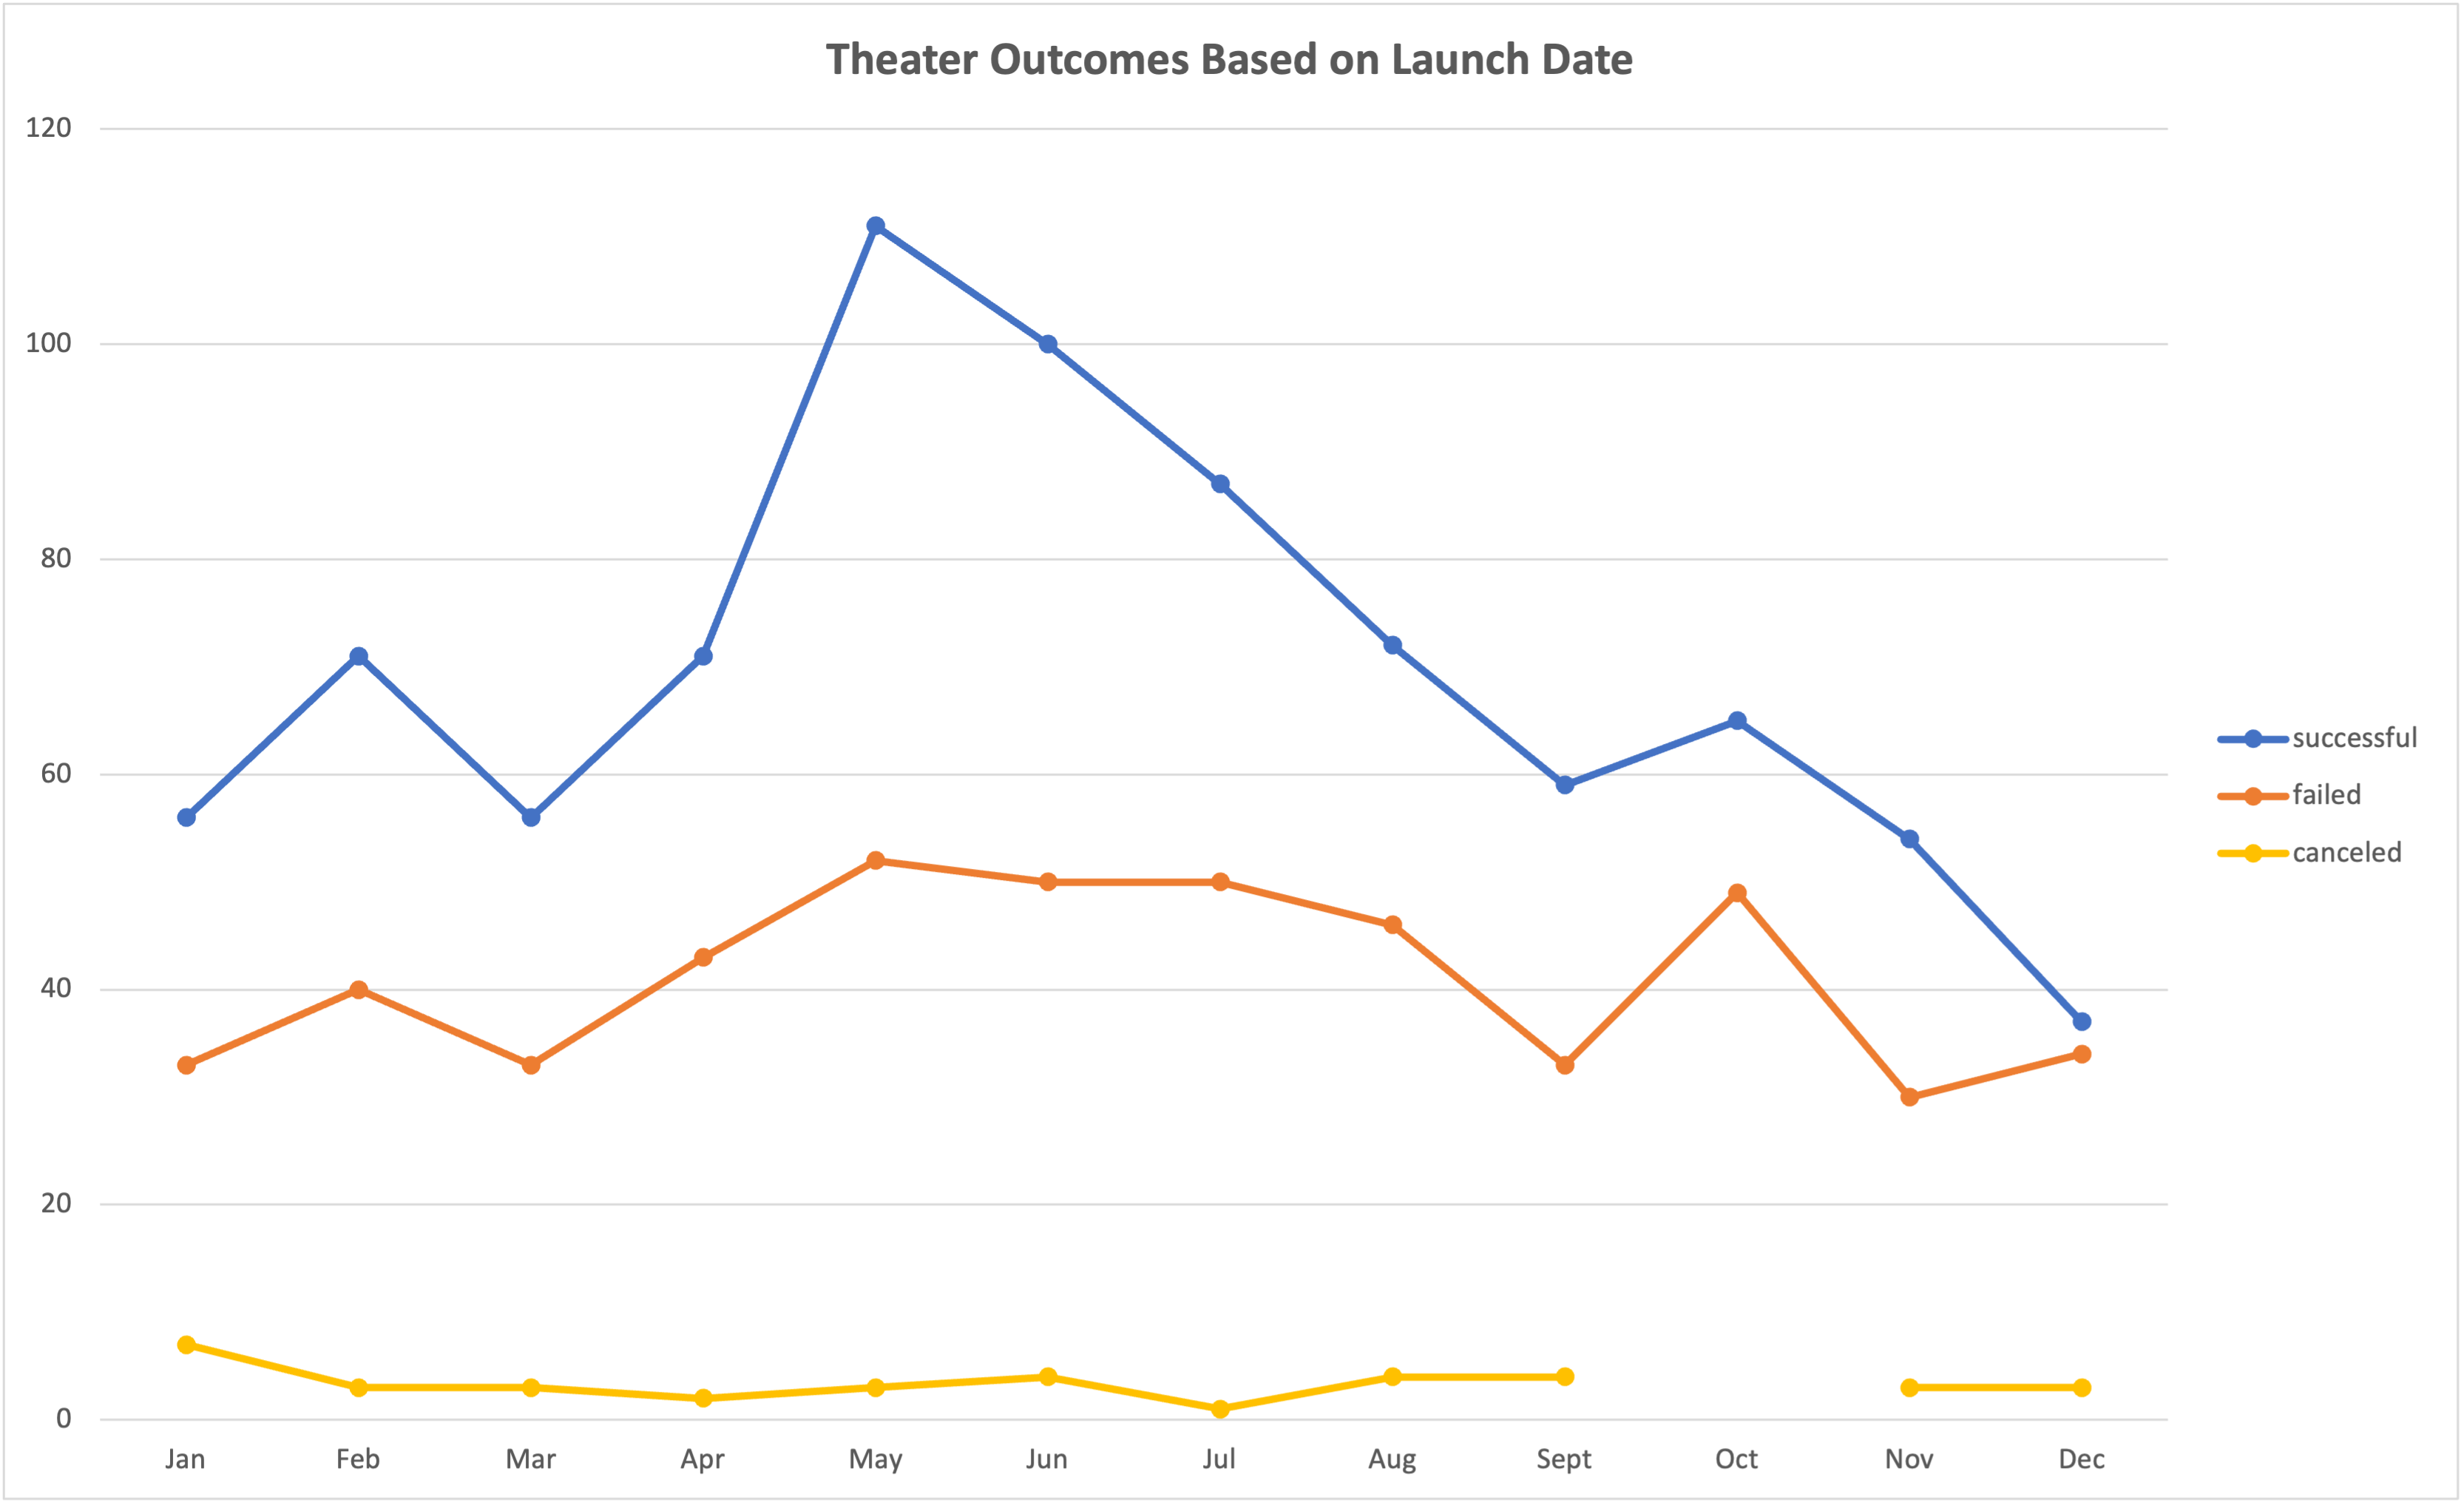 Theater Outcomes Based on Launch Date
120
100
80
60
40
20
0
Jan Feb Mar Apr May Jun Jul Aug Sept Oct Nov Dec
successful
failed
canceled